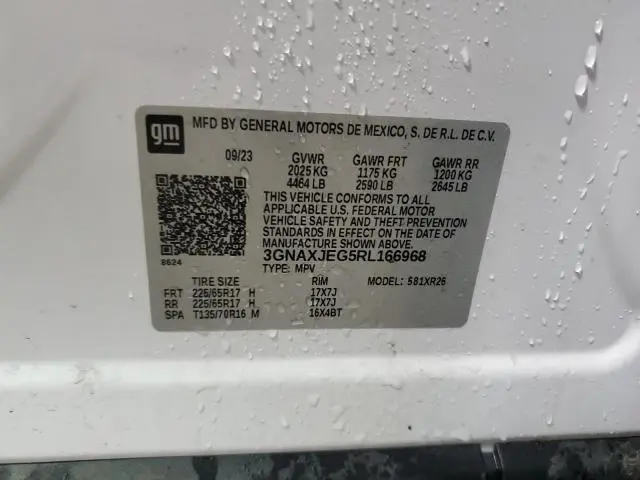 gm MFD BY GENERAL MOTORS DE MEXICO, S. DE R.L. DE C.V.
09/23 GVWR GAWR FRT GAWR RR
2025 KG 1175 KG 1200 KG
4464 LB 2590 LB 2645 LB
THIS VEHICLE CONFORMS TO ALL
APPLICABLE U.S. FEDERAL MOTOR
VEHICLE SAFETY AND THEFT PREVENTION
STANDARDS IN EFFECT ON THE DATE OF
MANUFACTURE SHOWN ABOVE.
8624 3GNAXJEG5RL166968
TYPE: MPV
TIRE SIZE RIM MODEL: 581XR26
FRT 225/65R17 H 17X7J
RR 225/65R17 H 17X7J
SPA T135/70R16 M 16X4BT